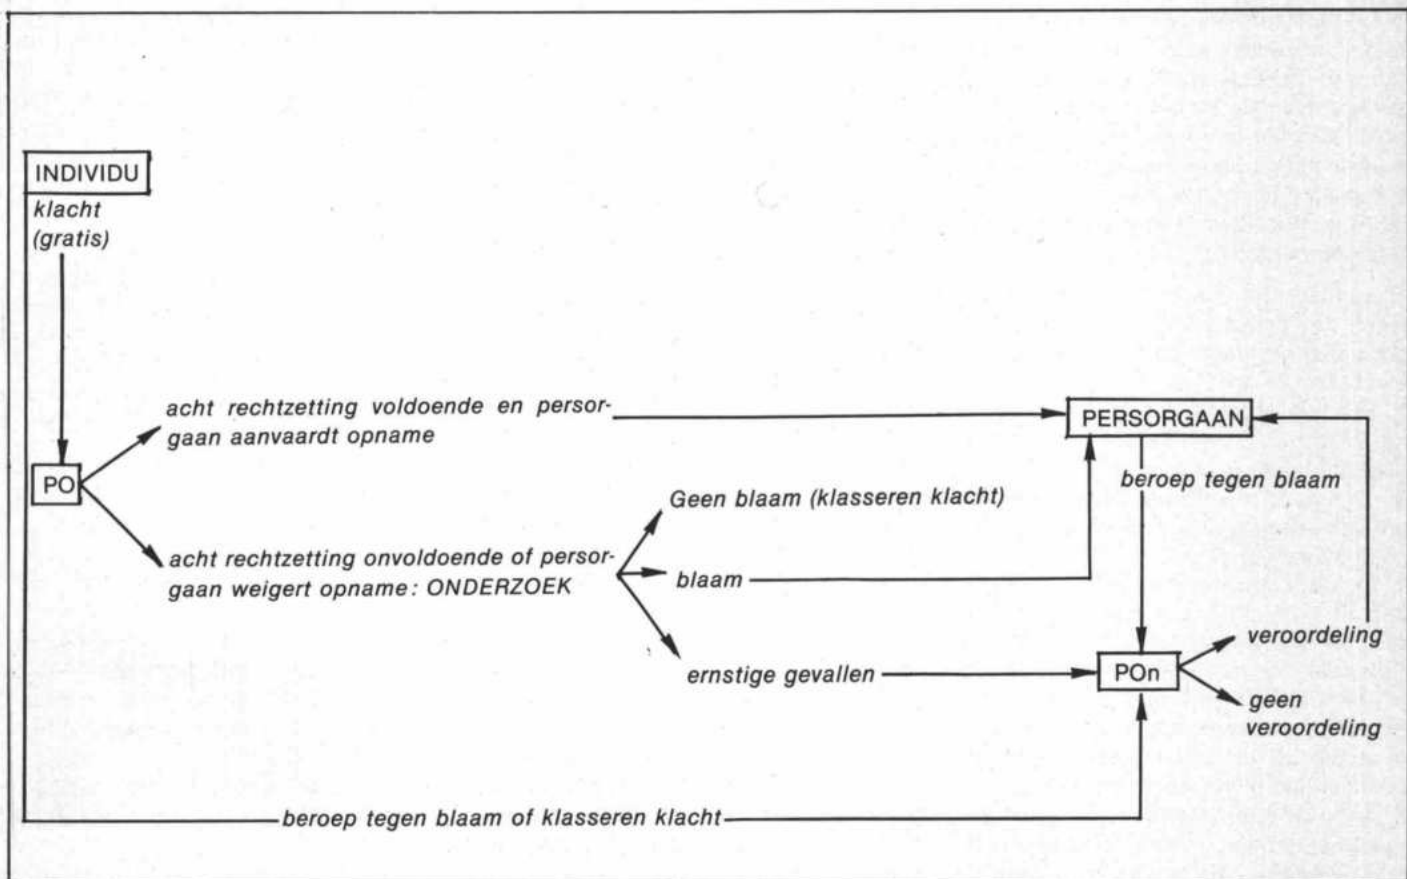 INDIVIDU
klacht
(gratis)
acht rechtzetting voldoende en persor-
gaan aanvaardt opname
PERSORGAAN
PO
beroep tegen blaam
Geen blaam (klasseren klacht)
acht rechtzetting onvoldoende of persor-
gaan weigert opname: ONDERZOEK
blaam
ernstige gevallen
POn
veroordeling
geen
veroordeling
beroep tegen blaam of klasseren klacht